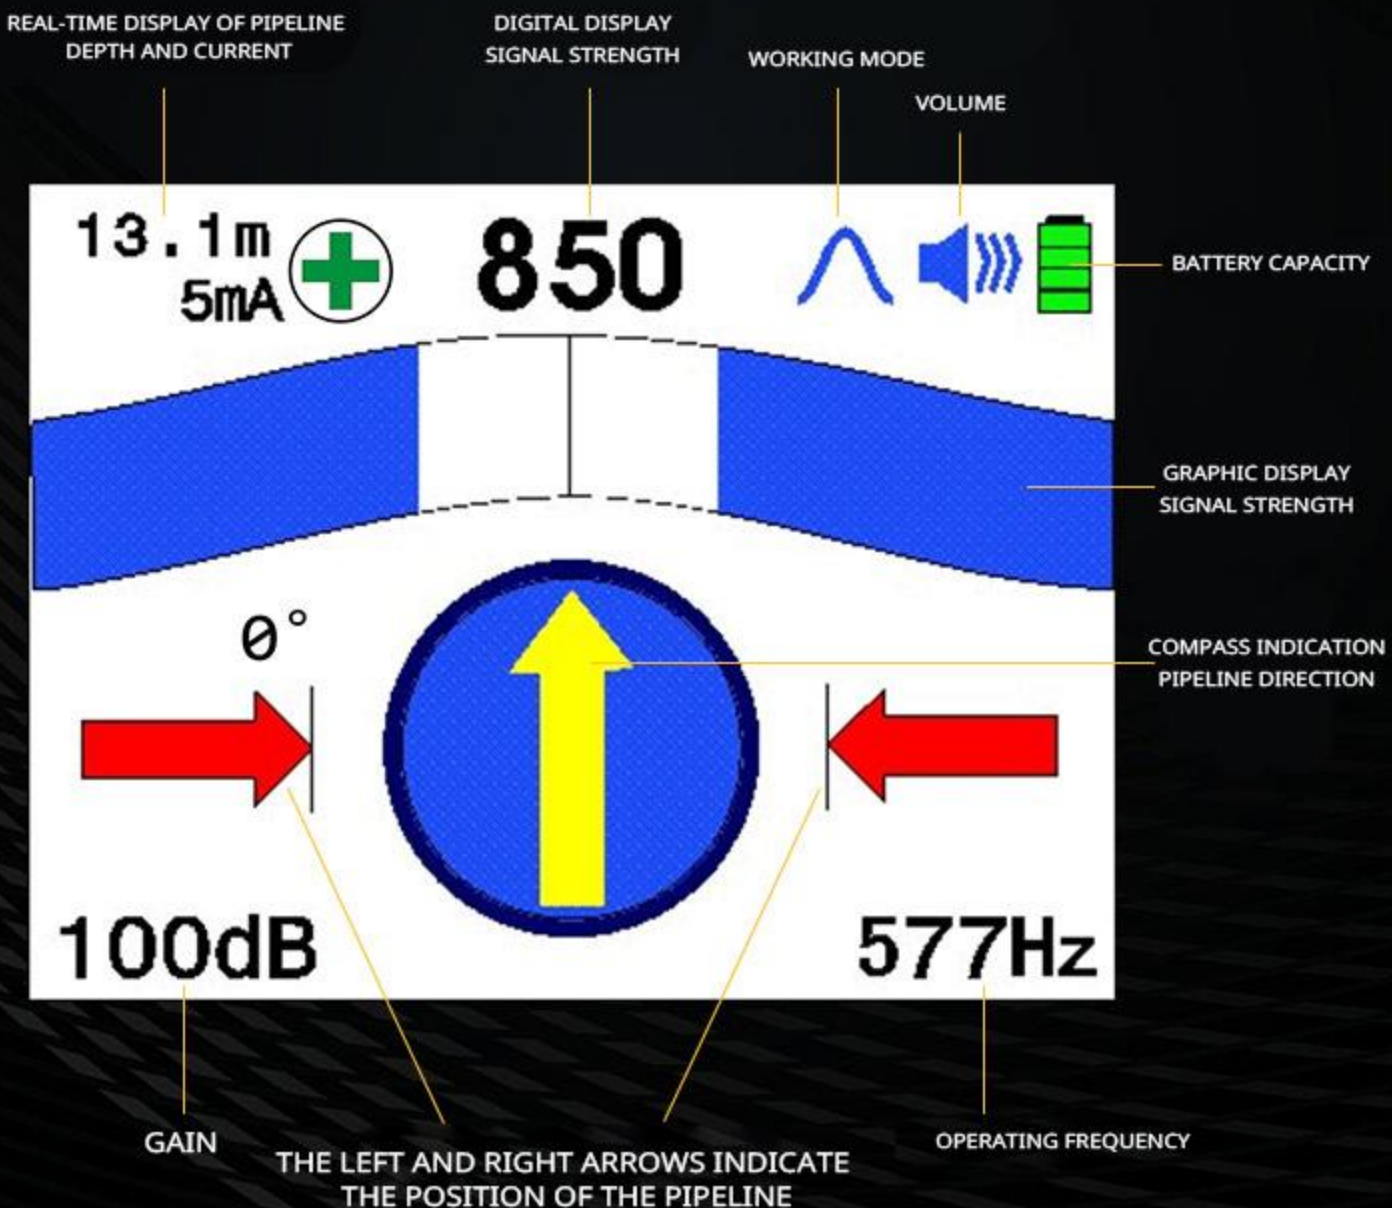 REAL-TIME DISPLAY OF PIPELINE
DEPTH AND CURRENT
DIGITAL DISPLAY
SIGNAL STRENGTH
WORKING MODE
VOLUME
13.1m
5mA
850
BATTERY CAPACITY
GRAPHIC DISPLAY
SIGNAL STRENGTH
0°
COMPASS INDICATION
PIPELINE DIRECTION
100dB
577Hz
GAIN
THE LEFT AND RIGHT ARROWS INDICATE
THE POSITION OF THE PIPELINE
OPERATING FREQUENCY